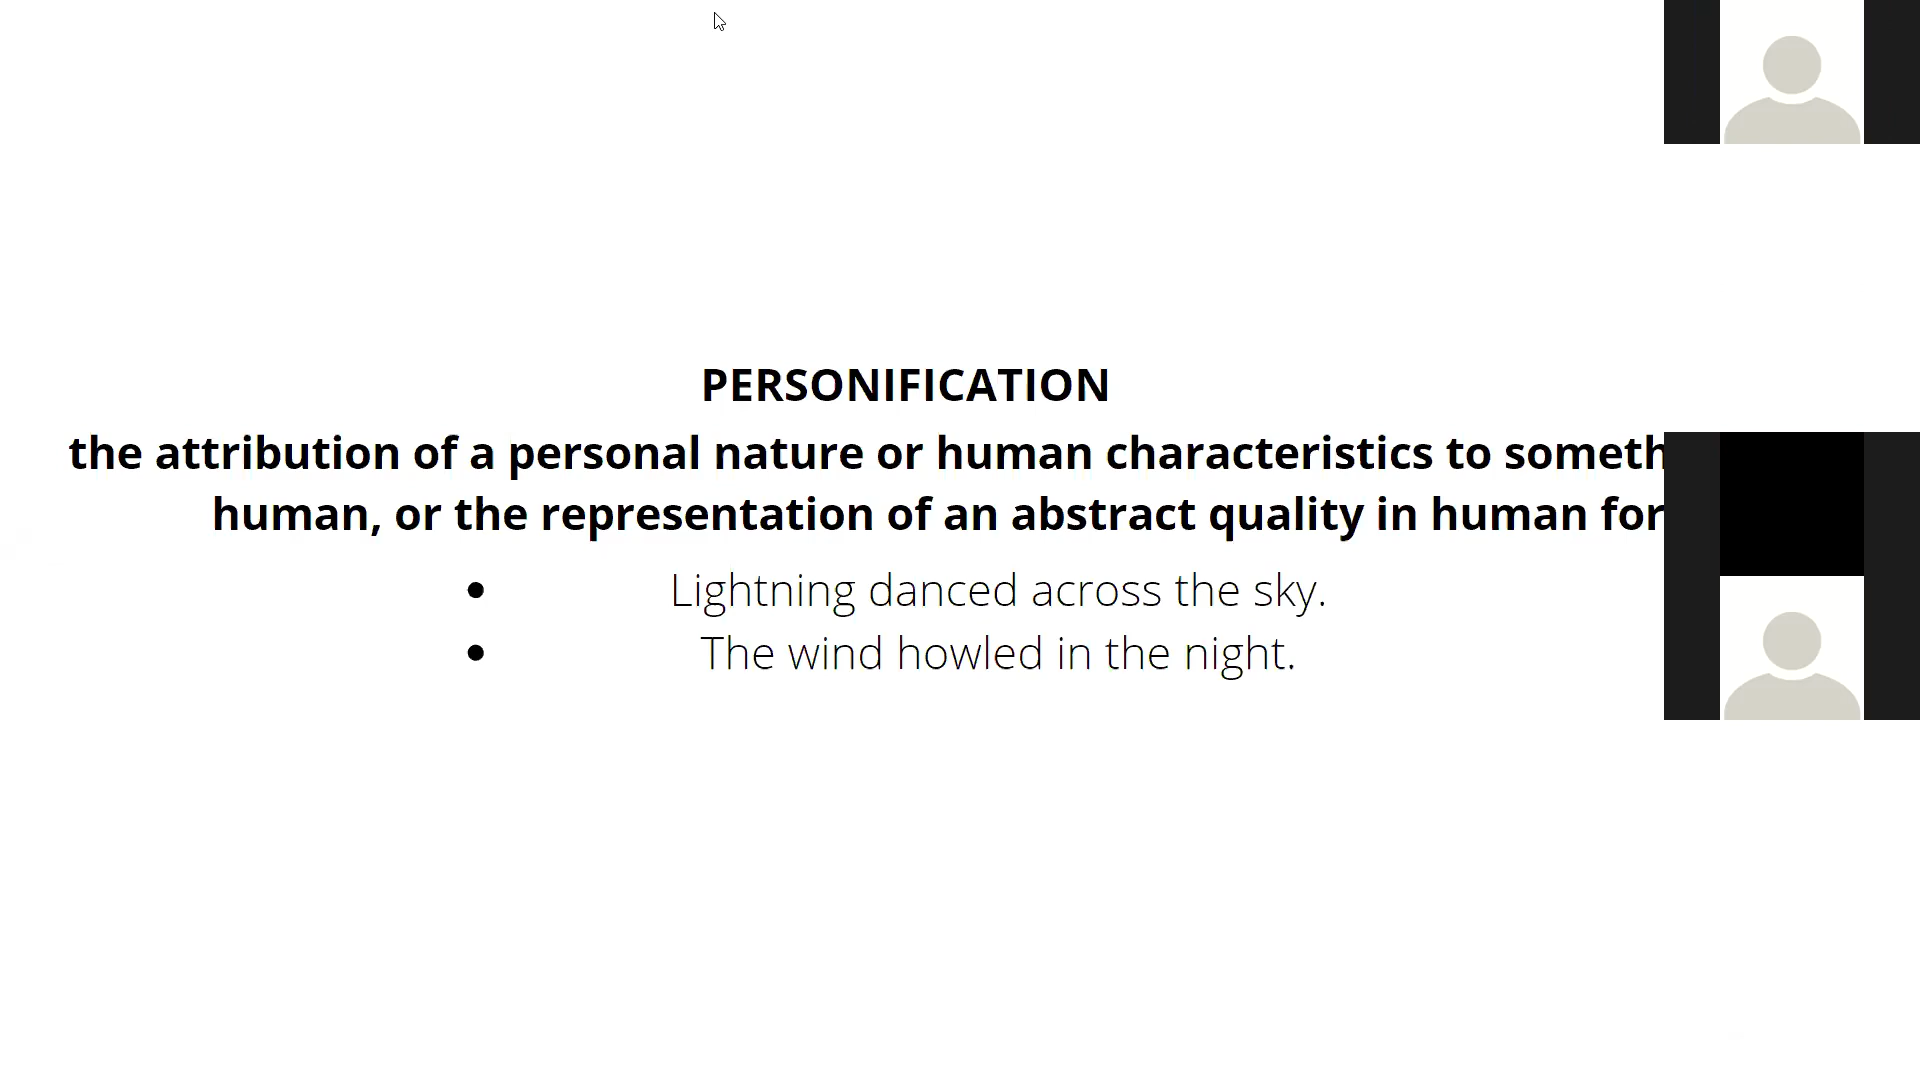 PERSONIFICATION
the attribution of a personal nature or human characteristics to someth
human, or the representation of an abstract quality in human for
• Lightning danced across the sky.
• The wind howled in the night.